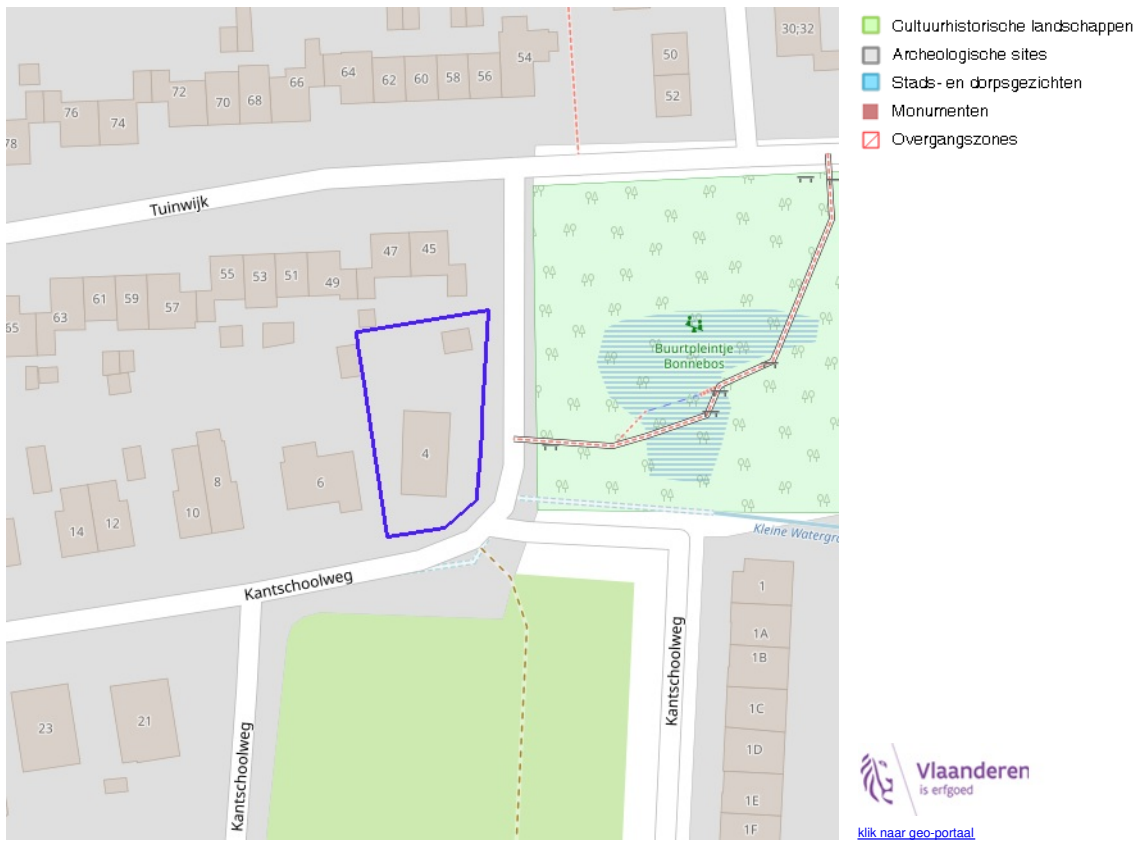 30;32
54
50
64
66
62
60
58
56
72
70
68
52
76
74
78
Tuinwijk
47
45
55
53
51
49
61
59
57
63
65
Buurtpleintje
Bonnebos
4
6
8
10
12
14
Kleine Watergra
Kantschoolweg
Kantschoolweg
Kantschoolweg
1
1A
1B
1C
1D
1E
1F
23
21
Cultuurhistorische landschappen
Archeologische sites
Stads- en dorpsgezichten
Monumenten
Overgangszones
Vlaanderen
is erfgoed
klik naar geo-portaal